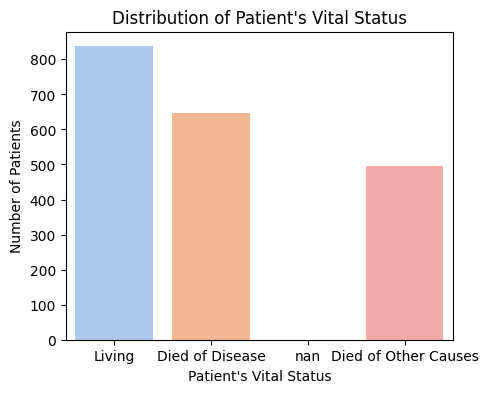 Distribution of Patient's Vital Status
Number of Patients
800
700
600
500
400
300
200
100
0
Living
Died of Disease
nan
Died of Other Causes
Patient's Vital Status